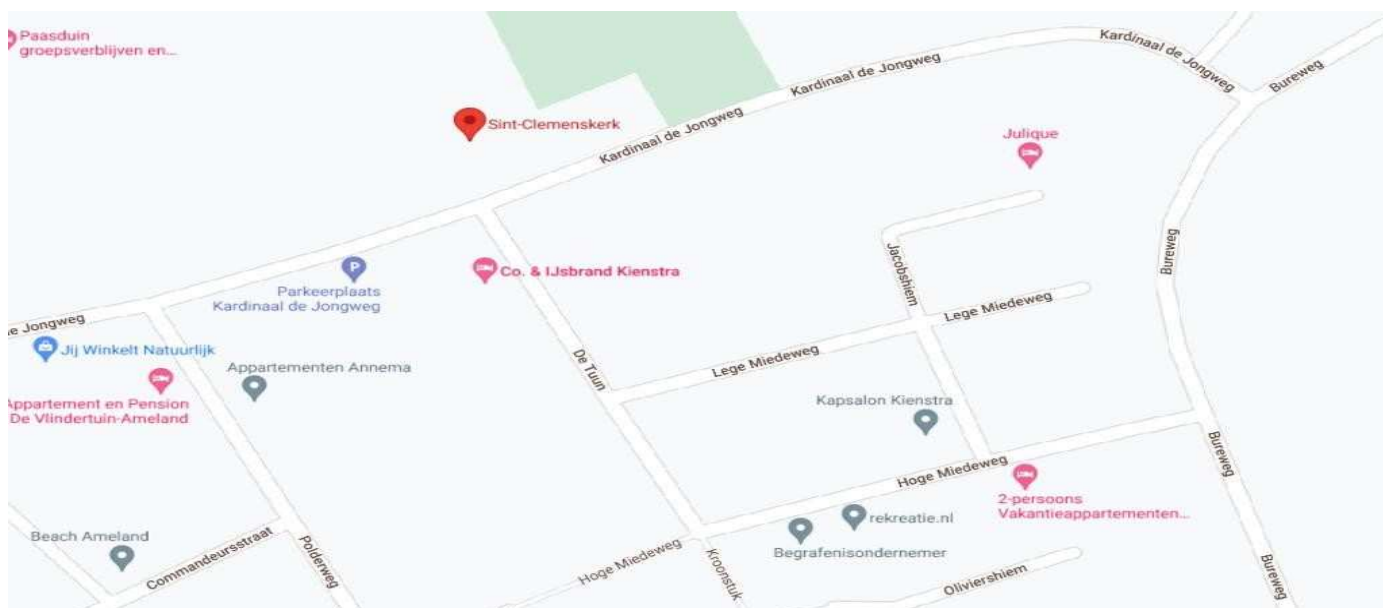 Paasduin
groepsverblijven en...
Kardinaal de Jongweg
Bureweg
Kardinaal de Jongweg
Sint-Clemenskerk
Kardinaal de Jongweg
Julique
Bureweg
Jacobshiem
Co. & IJsbrand Kienstra
P
Parkeerplaats
Kardinaal de Jongweg
Lege Miedeweg
e Jongweg
Jij Winkelt Natuurlijk
De Tuun
Lege Miedeweg
Appartementen Annema
Appartement en Pension
De Vlindertuin-Ameland
Kapsalon Kienstra
Bureweg
Hoge Miedeweg
2-persoons
Vakantieappartementen...
rekreatie.nl
Begrafenisondernemer
Beach Ameland
Commandeursstraat
Polderweg
Hoge Miedeweg
Kroonstuk
Oliviershiem
Bureweg